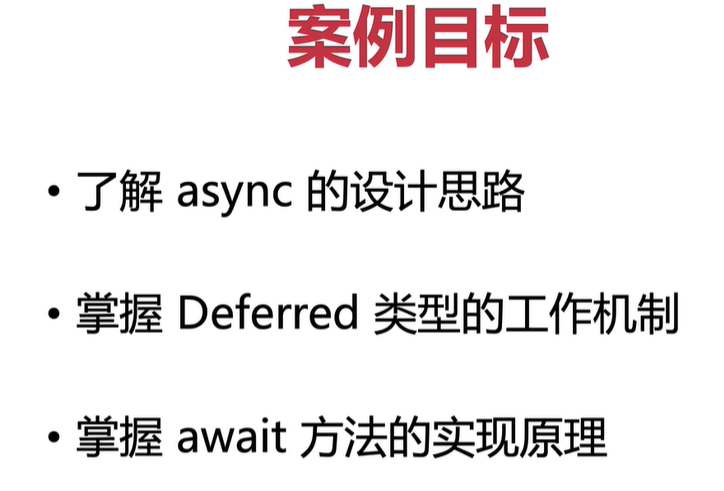 案例目标
• 了解 async 的设计思路
• 掌握 Deferred 类型的工作机制
• 掌握 await 方法的实现原理